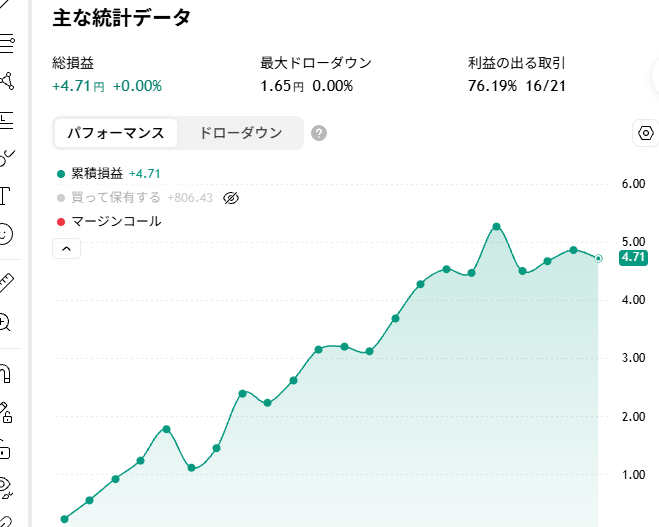 主な統計データ
総損益 最大ドローダウン 利益の出る取引
+4.71円 +0.00% 1.65円 0.00% 76.19% 16/21
パフォーマンス ドローダウン ?
累積損益 +4.71
買って保有する +806.43
マージンコール
6.00
5.00
4.71
4.00
3.00
2.00
1.00